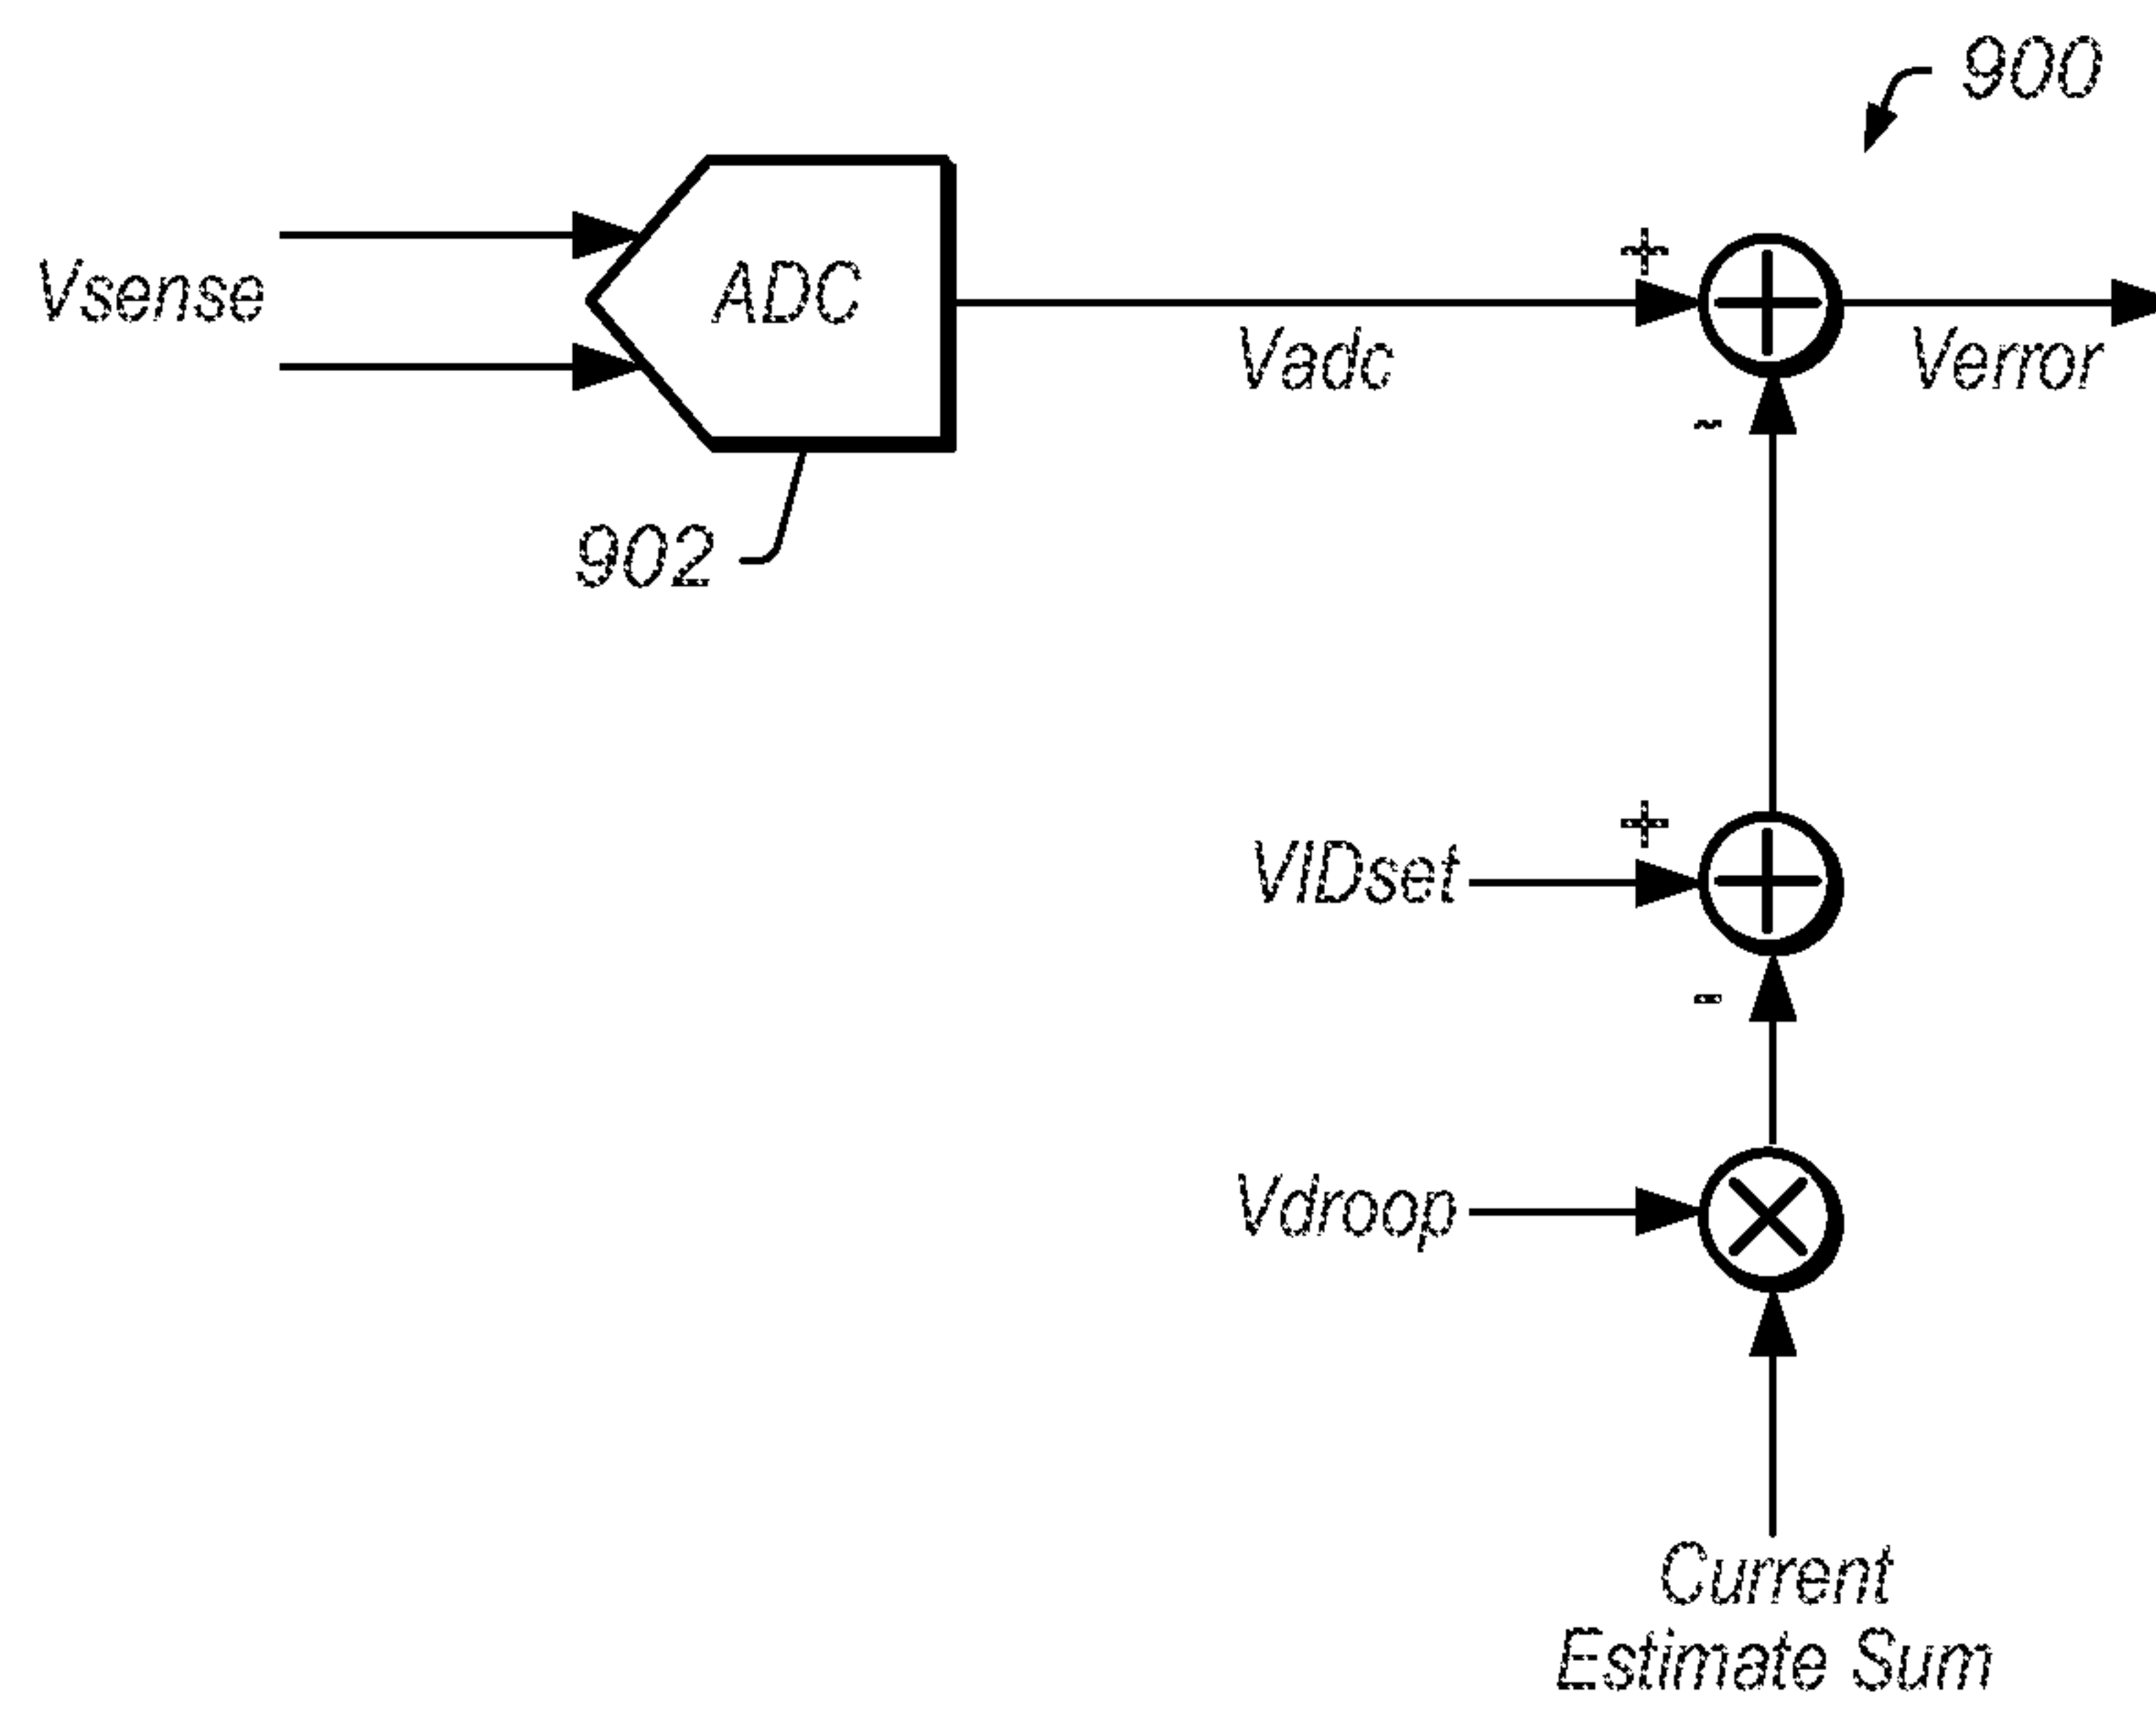 900
+
Vsense
ADC
Vadc
Verror
-
902
+
VIDset
-
Vdroop
Current
Estimate Sum